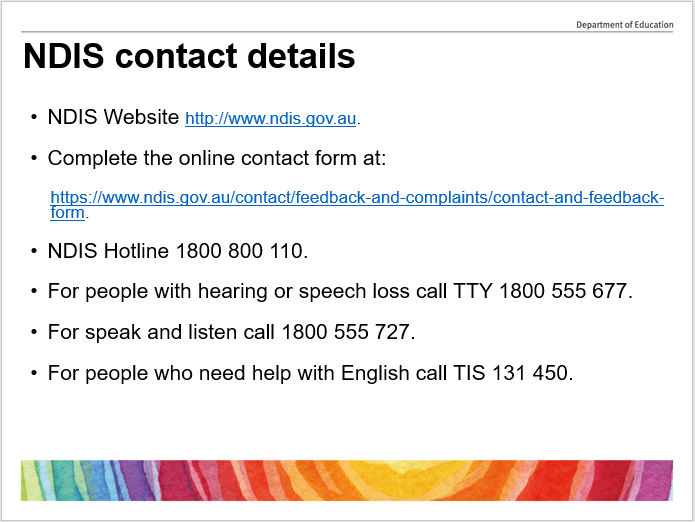 Department of Education
NDIS contact details
• NDIS Website http://www.ndis.gov.au.
• Complete the online contact form at:
https://www.ndis.gov.au/contact/feedback-and-complaints/contact-and-feedback-
form.
• NDIS Hotline 1800 800 110.
• For people with hearing or speech loss call TTY 1800 555 677.
• For speak and listen call 1800 555 727.
• For people who need help with English call TIS 131 450.